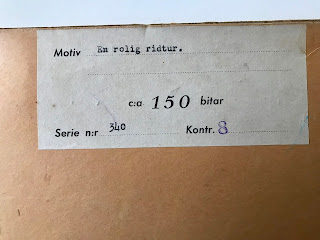 Motiv En rolig ridtur.
c:a 150 bitar
Serie n:r 340 Kontr. 8